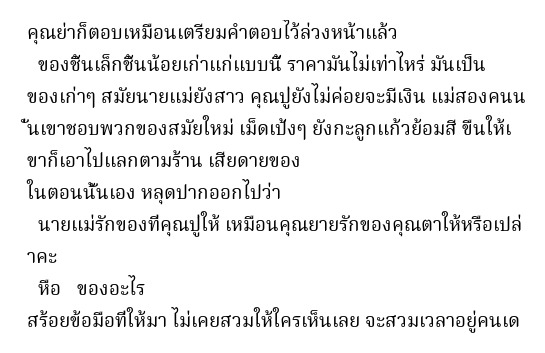 คุณย่าก็ตอบเหมือนเตรียมคำตอบไว้ล่วงหน้าแล้ว
ของชิ้นเล็กชิ้นน้อยเก่าแก่แบบนี้ ราคามันไม่เท่าไหร่ มันเป็น
ของเก่าๆ สมัยนายแม่ยังสาว คุณปูยังไม่ค่อยจะมีเงิน แม่สองคนน
ั้นเขาชอบพวกของสมัยใหม่ เม็ดเป้งๆ ยังกะลูกแก้วย้อมสี ขืนให้เ
ขาก็เอาไปแลกตามร้าน เสียดายของ
ในตอนนั้นเอง หลุดปากออกไปว่า
นายแม่รักของที่คุณปูให้ เหมือนคุณยายรักของคุณตาให้หรือเปล่
าคะ
หือ ของอะไร
สร้อยข้อมือที่ให้มา ไม่เคยสวมให้ใครเห็นเลย จะสวมเวลาอยู่คนเด